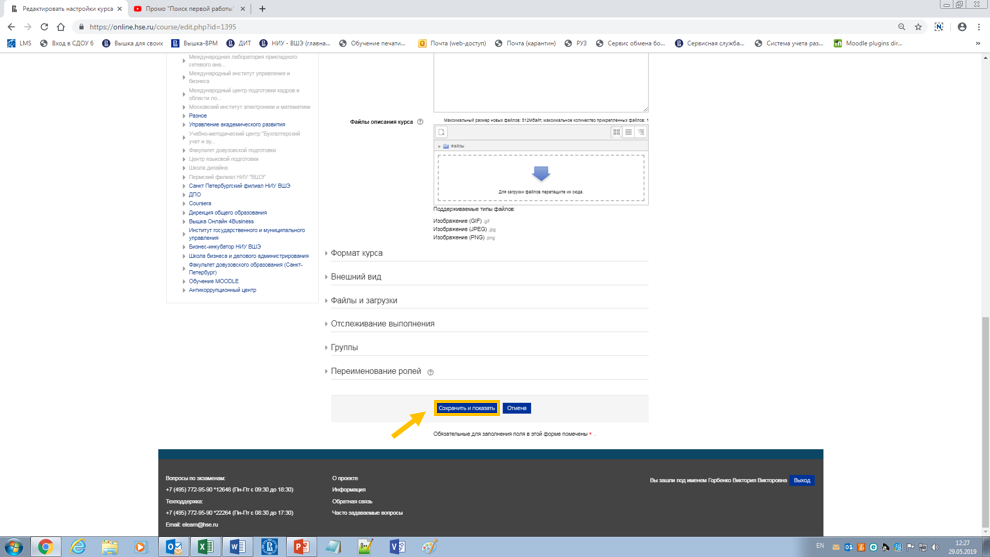 Редактировать настройки курса
Промо "Поиск первой работы
https://online.hse.ru/course/edit.php?id=1395
LMS
Вход в СДОУ 6
Вышка для своих
Вышка-BPM
ДИТ
НИУ - ВШЭ (главна...
Обучение печати...
Почта (web-доступ)
Почта (карантин)
РУЗ
Сервис обмена бо...
Сервисная служба...
Система учета раз...
Moodle plugins dir...
Международная лаборатория прикладного
сетевого ана...
Международный институт управления и
бизнеса
Международный центр подготовки кадров в
области ло...
Московский институт электроники и математики
Разное
Управление академического развития
Учебно-методический центр "Бухгалтерский
учет и ау...
Факультет довузовской подготовки
Центр языковой подготовки
Школа дизайна
Пермский филиал НИУ "ВШЭ"
Санкт Петербургский филиал НИУ ВШЭ
ДПО
Coursera
Дирекция общего образования
Вышка Онлайн 4Business
Институт государственного и муниципального
управления
Бизнес-инкубатор НИУ ВШЭ
Школа бизнеса и делового администрирования
Факультет довузовского образования (Санкт-
Петербург)
Обучение MOODLE
Антикоррупционный центр
Файлы описания курса
Максимальный размер новых файлов: 512Мбайт; максимальное количество прикрепленных файлов: 1
Файлы
Для загрузки файлов перетащите их сюда.
Поддерживаемые типы файлов:
Изображение (GIF) .gif
Изображение (JPEG) .jpg
Изображение (PNG) .png
Формат курса
Внешний вид
Файлы и загрузки
Отслеживание выполнения
Группы
Переименование ролей
Сохранить и показать
Отмена
Обязательные для заполнения поля в этой форме помечены * .
Вопросы по экзаменам:
+7 (495) 772-95-90 *12648 (Пн-Пт с 09:30 до 18:30)
Техподдержка:
+7 (495) 772-95-90 *22264 (Пн-Пт с 08:30 до 17:30)
Email: elearn@hse.ru
О проекте
Информация
Обратная связь
Часто задаваемые вопросы
Вы зашли под именем Горбенко Виктория Викторовна
Выход
EN
12:27
29.05.2019